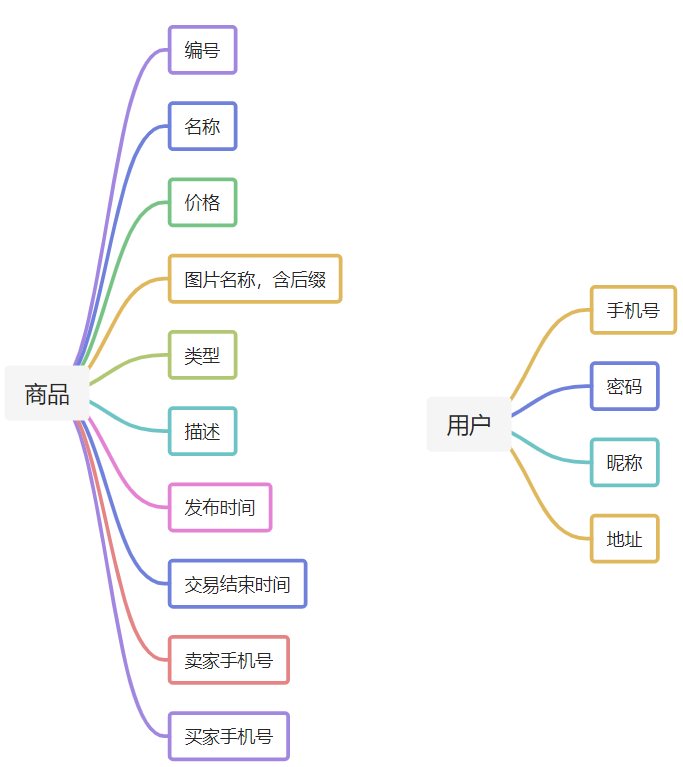 商品
编号
名称
价格
图片名称，含后缀
类型
描述
发布时间
交易结束时间
卖家手机号
买家手机号
用户
手机号
密码
昵称
地址